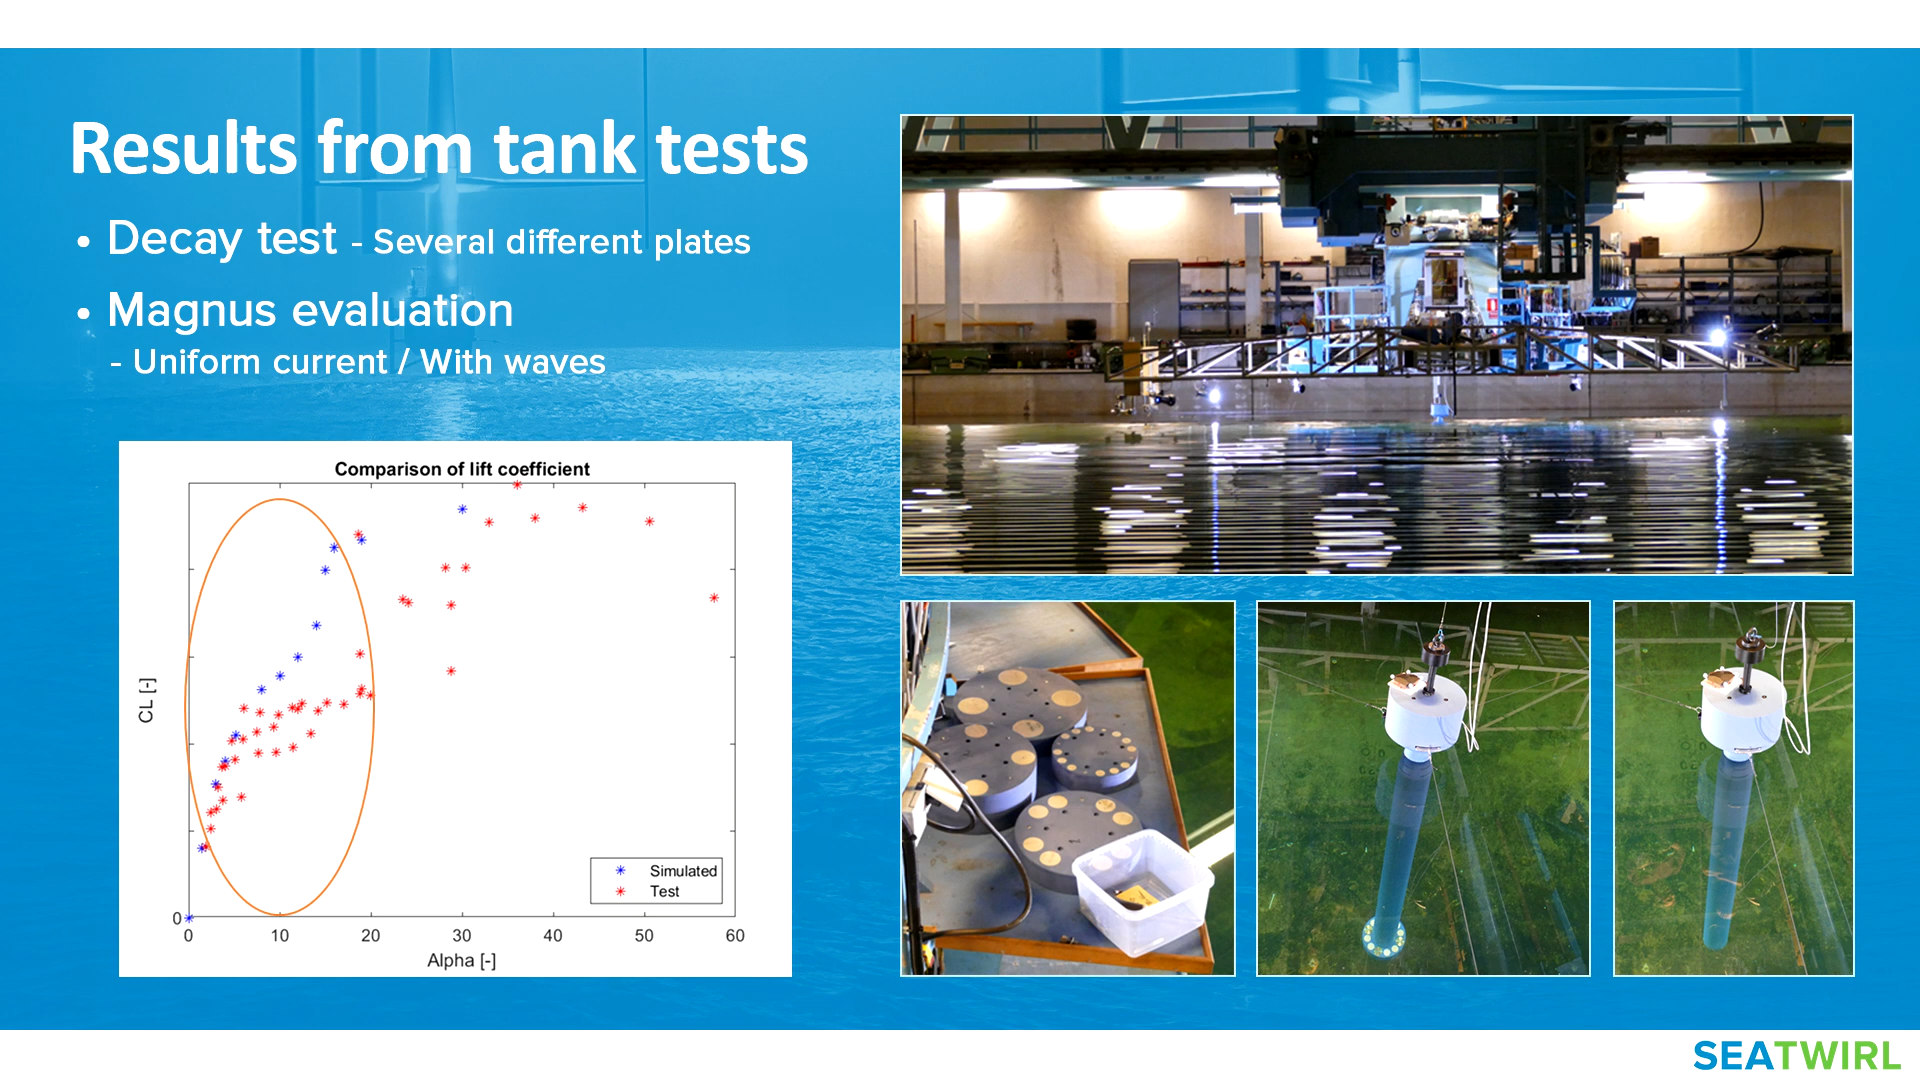 Results from tank tests
• Decay test - Several different plates
• Magnus evaluation
- Uniform current / With waves
Comparison of lift coefficient
CL [-]
0
0 10 20 30 40 50 60
Alpha [-]
Simulated
Test
SEATWIRL